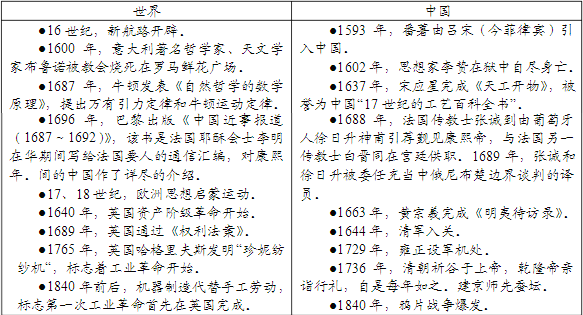 世界
●16 世纪，新航路开辟。
●1600 年，意大利著名哲学家、天文学
家布鲁诺被教会烧死在罗马鲜花广场。
●1687 年，牛顿发表《自然哲学的数学
原理》，提出万有引力定律和牛顿运动定律。
●1696 年，巴黎出版《中国近事报道
（1687～1692）》，该书是法国耶稣会士李明
在华期间写给法国要人的通信汇编，对康熙
年。间的中国作了详尽的介绍。
●17、18世纪，欧洲思想启蒙运动。
●1640 年，英国资产阶级革命开始。
●1689 年，英国通过《权利法案》。
●1765 年，英国哈格里夫斯发明“珍妮纺
纱机“，标志着工业革命开始。
●1840 年前后，机器制造代替手工劳动，
标志第一次工业革命首先在英国完成。
中国
●1593 年，番薯由吕宋（今菲律宾）引
入中国。
●1602年，思想家李贽在狱中自尽身亡。
●1637年，宋应星完成《天工开物》，被
誉为中国“17 世纪的工艺百科全书”。
●1688 年，法国传教士张诚到由葡萄牙
人徐日升神甫引荐觐见康熙帝，与法国另一
传教士白晋同在宫廷供职。1689 年，张诚和
徐日升被委任充当中俄尼布楚边界谈判的译
员。
●1663 年，黄宗羲完成《明夷待访录》。
●1644 年，清军入关。
●1729 年，雍正设军机处。
●1736 年，清朝祈谷于上帝，乾隆帝亲
诣行礼，自是每年如之。建京师先蚕坛。
●1840 年，鸦片战争爆发。